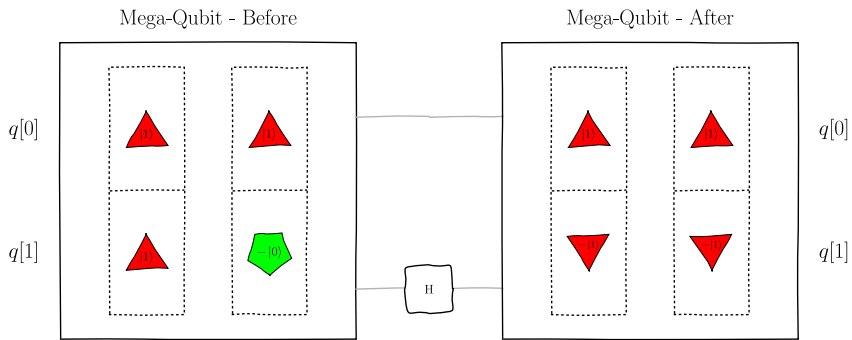 Mega-Qubit - Before
Mega-Qubit - After
q[0]
|1⟩
|1⟩
|1⟩
|1⟩
q[0]
q[1]
|1⟩
−|0⟩
H
−|1⟩
−|1⟩
q[1]